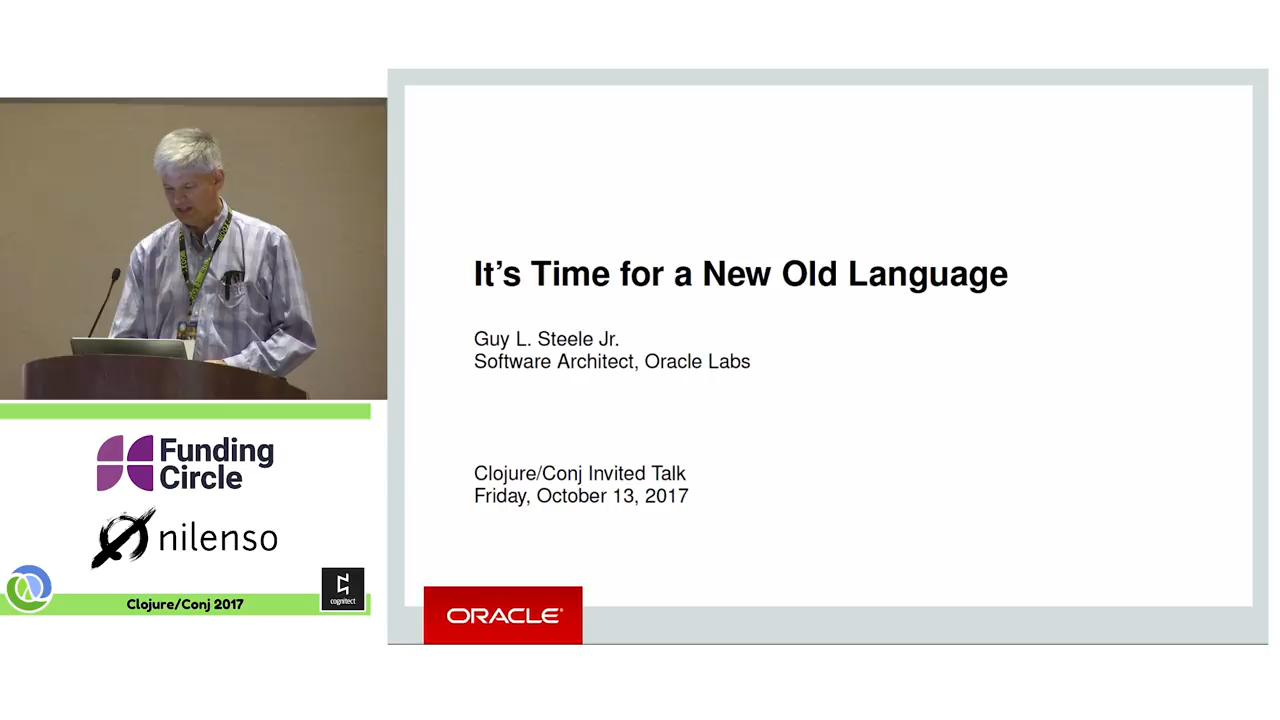 It's Time for a New Old Language
Guy L. Steele Jr.
Software Architect, Oracle Labs
Clojure/Conj Invited Talk
Friday, October 13, 2017
ORACLE®
Funding
Circle
nilenso
Clojure/Conj 2017
cognitect